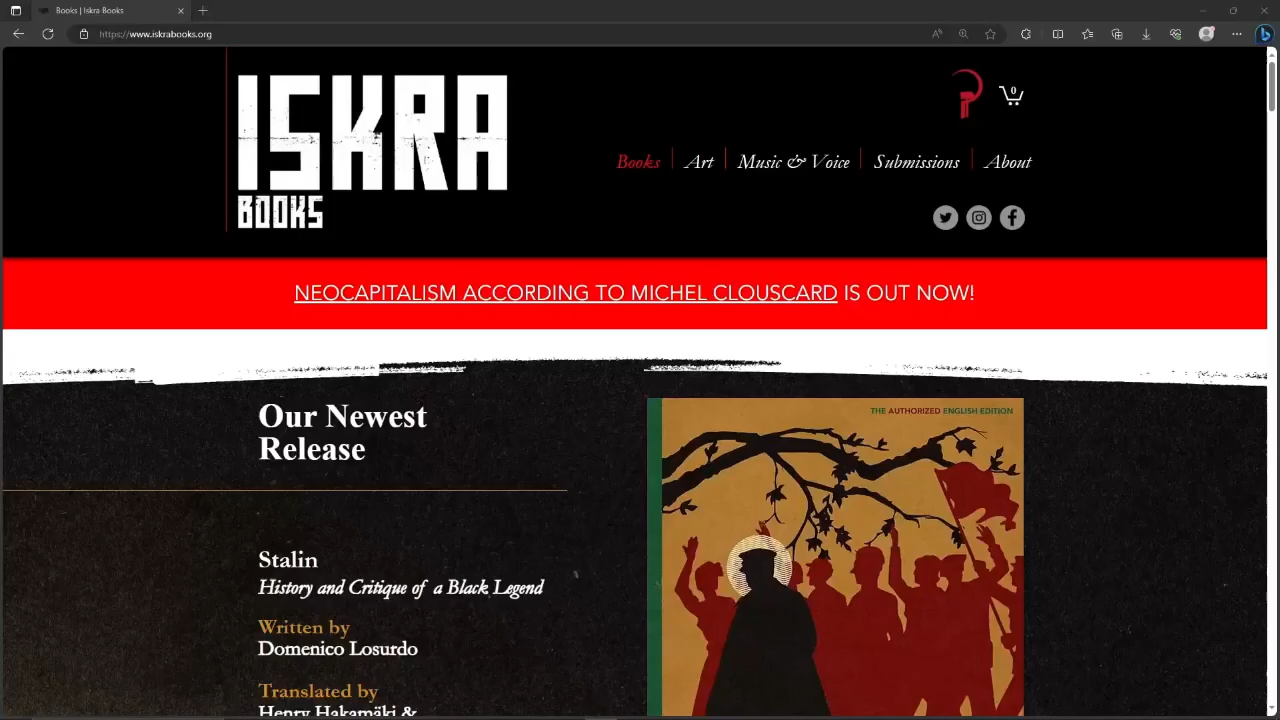 Books | Iskra Books
https://www.iskrabooks.org
ISKRA
BOOKS
0
Books
Art
Music & Voice
Submissions
About
NEOCAPITALISM ACCORDING TO MICHEL CLOUSCARD IS OUT NOW!
Our Newest
Release
THE AUTHORIZED ENGLISH EDITION
Stalin
History and Critique of a Black Legend
Written by
Domenico Losurdo
Translated by
Henry Hakamäki &